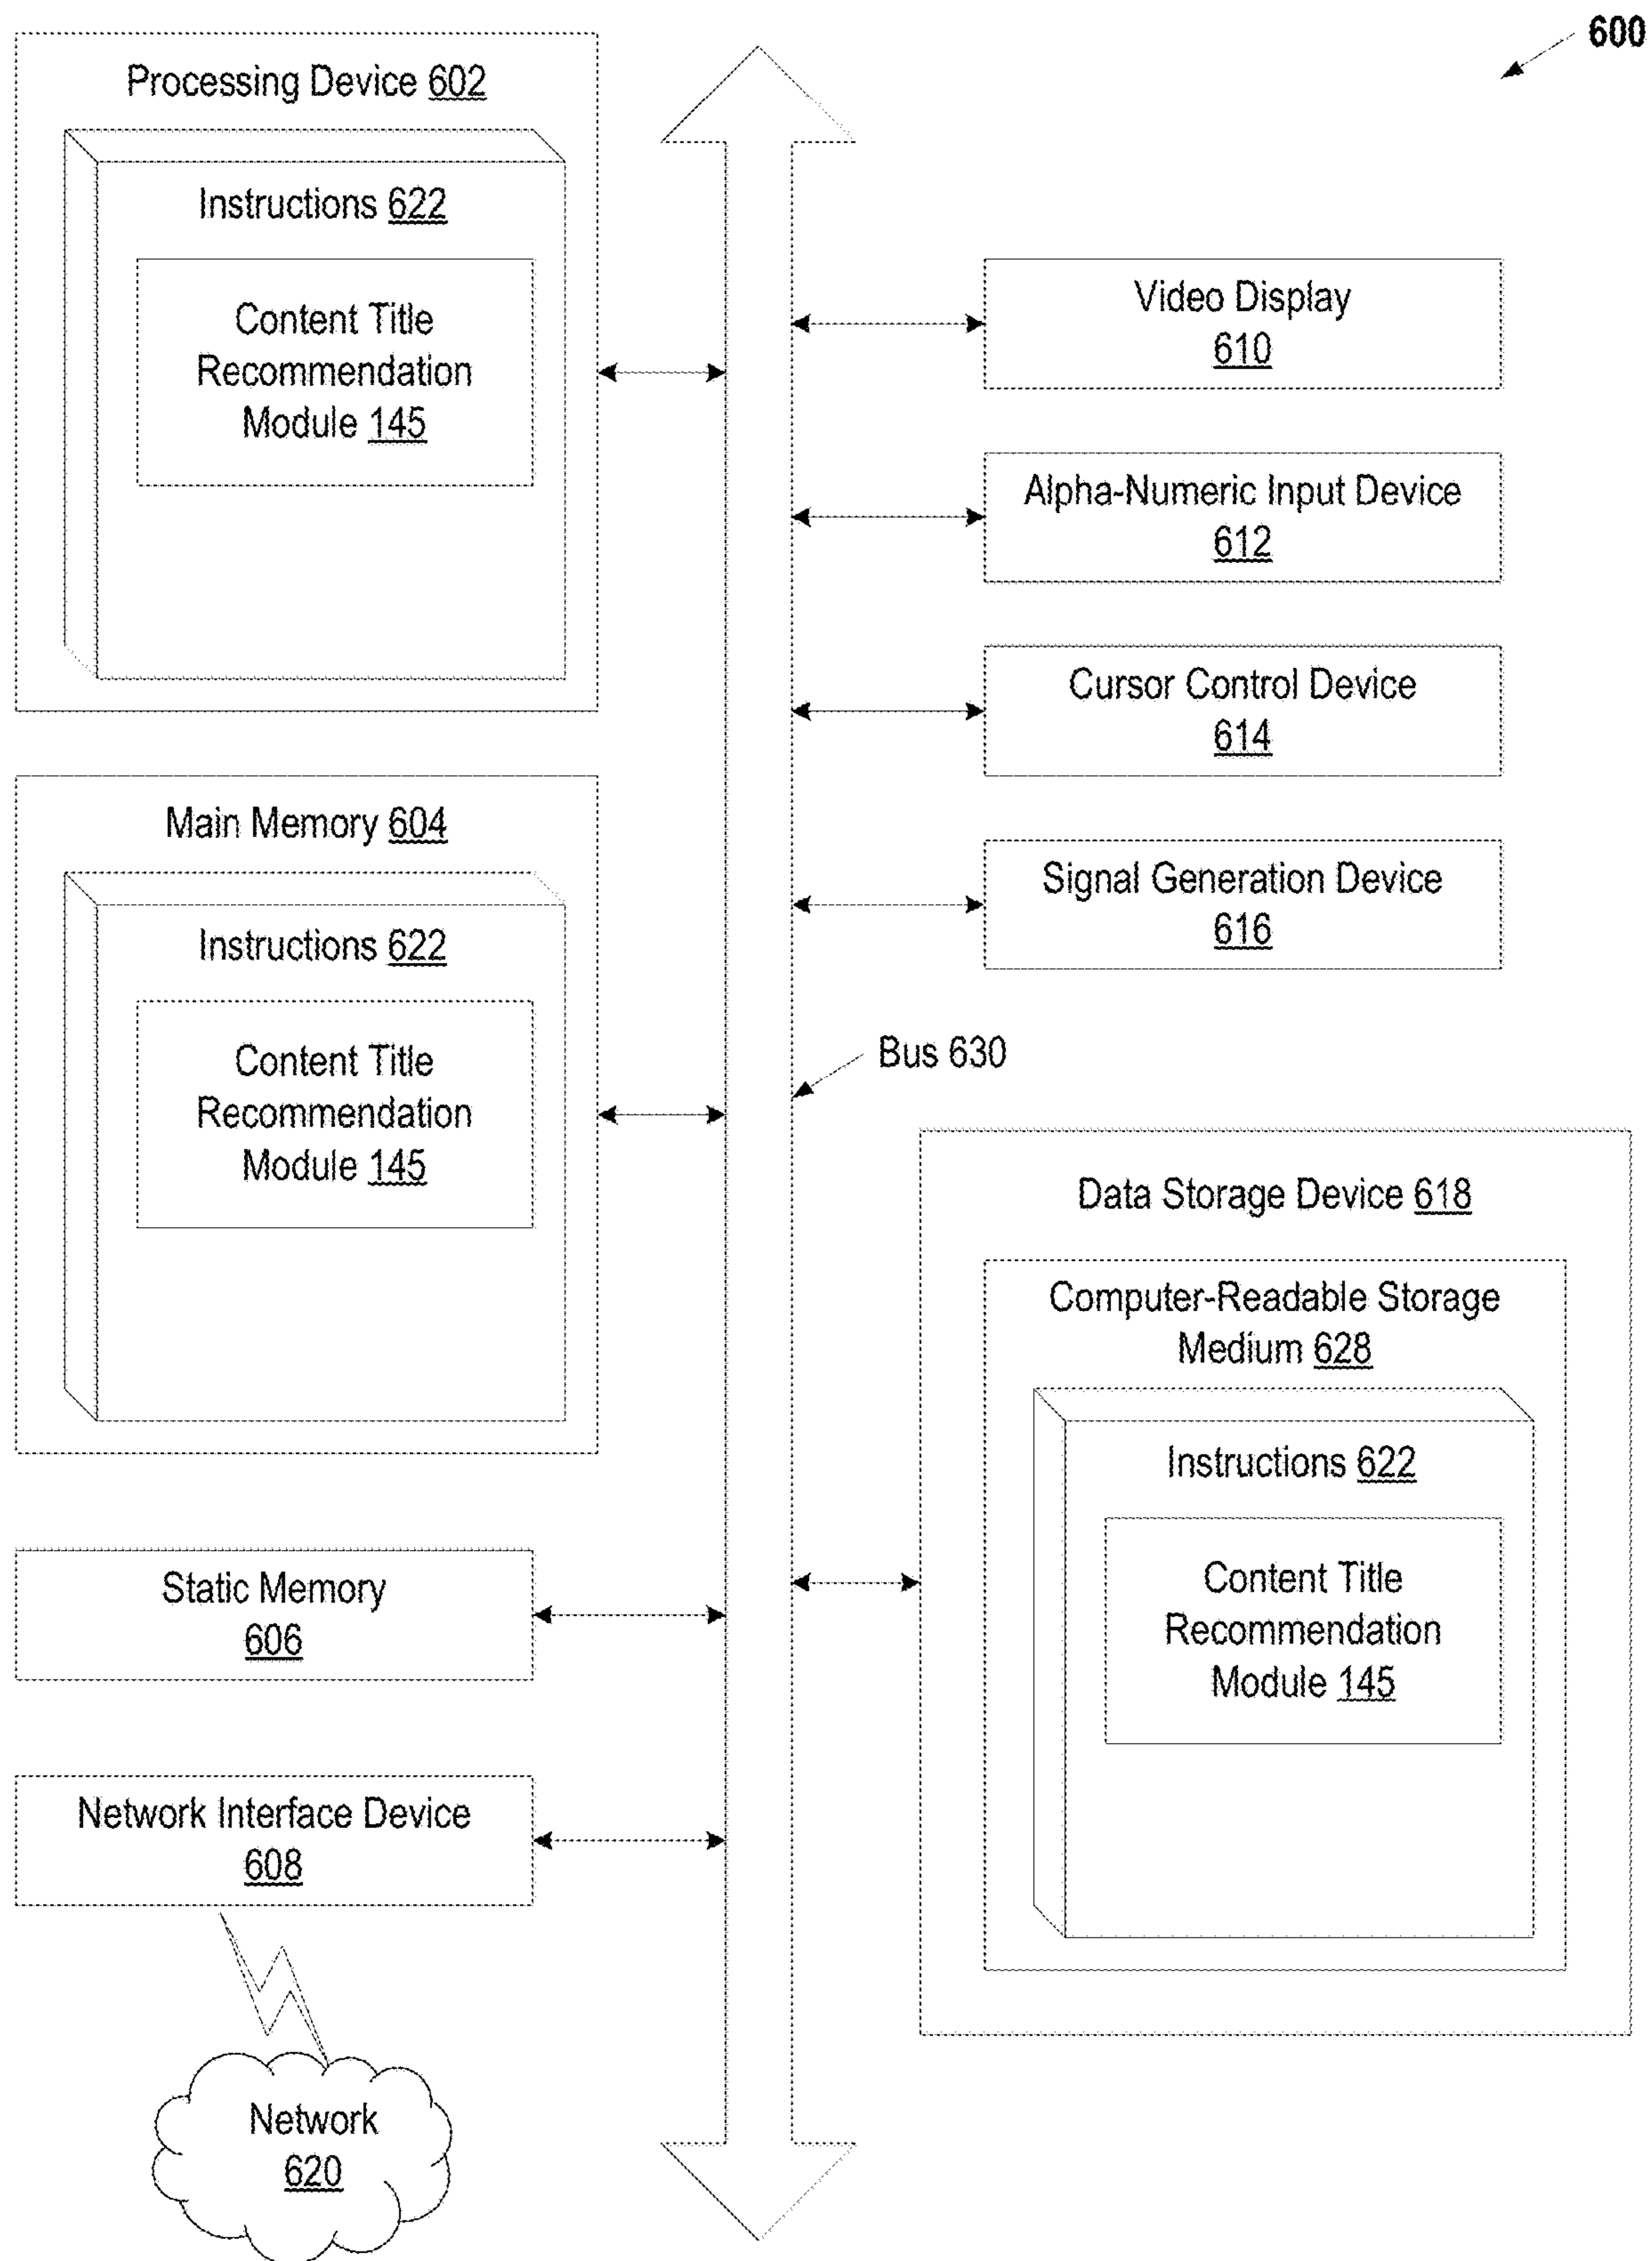 600
Processing Device 602
Instructions 622
Content Title
Recommendation
Module 145
Video Display
610
Alpha-Numeric Input Device
612
Cursor Control Device
614
Signal Generation Device
616
Main Memory 604
Instructions 622
Content Title
Recommendation
Module 145
Bus 630
Data Storage Device 618
Computer-Readable Storage
Medium 628
Instructions 622
Content Title
Recommendation
Module 145
Static Memory
606
Network Interface Device
608
Network
620